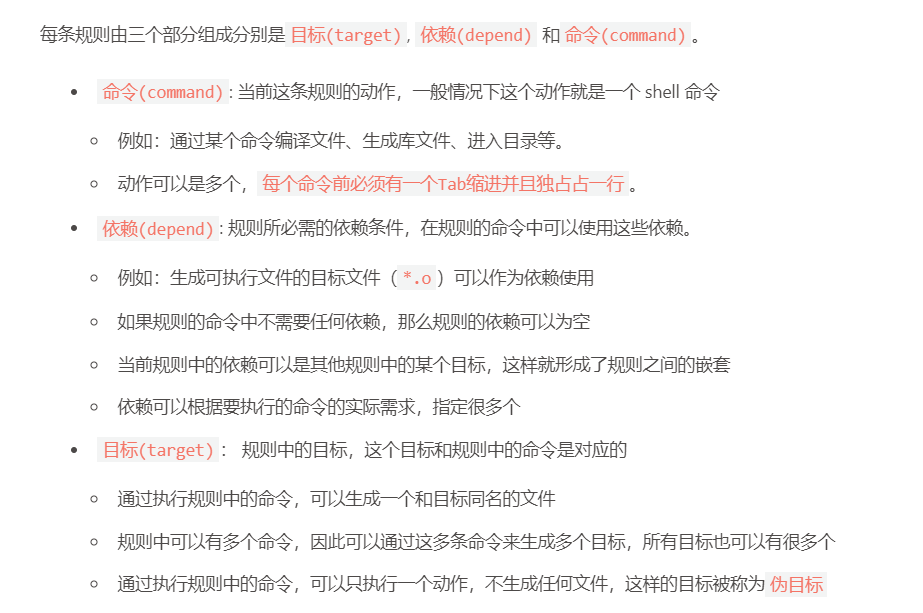 每条规则由三个部分组成分别是 目标(target), 依赖(depend) 和 命令(command) 。
命令(command) : 当前这条规则的动作，一般情况下这个动作就是一个 shell 命令
例如：通过某个命令编译文件、生成库文件、进入目录等。
动作可以是多个，每个命令前必须有一个Tab缩进并且独占占一行 。
依赖(depend) : 规则所必需的依赖条件，在规则的命令中可以使用这些依赖。
例如：生成可执行文件的目标文件（*.o）可以作为依赖使用
如果规则的命令中不需要任何依赖，那么规则的依赖可以为空
当前规则中的依赖可以是其他规则中的某个目标，这样就形成了规则之间的嵌套
依赖可以根据要执行的命令的实际需求，指定很多个
目标(target) ： 规则中的目标，这个目标和规则中的命令是对应的
通过执行规则中的命令，可以生成一个和目标同名的文件
规则中可以有多个命令，因此可以通过这多条命令来生成多个目标，所有目标也可以有很多个
通过执行规则中的命令，可以只执行一个动作，不生成任何文件，这样的目标被称为 伪目标